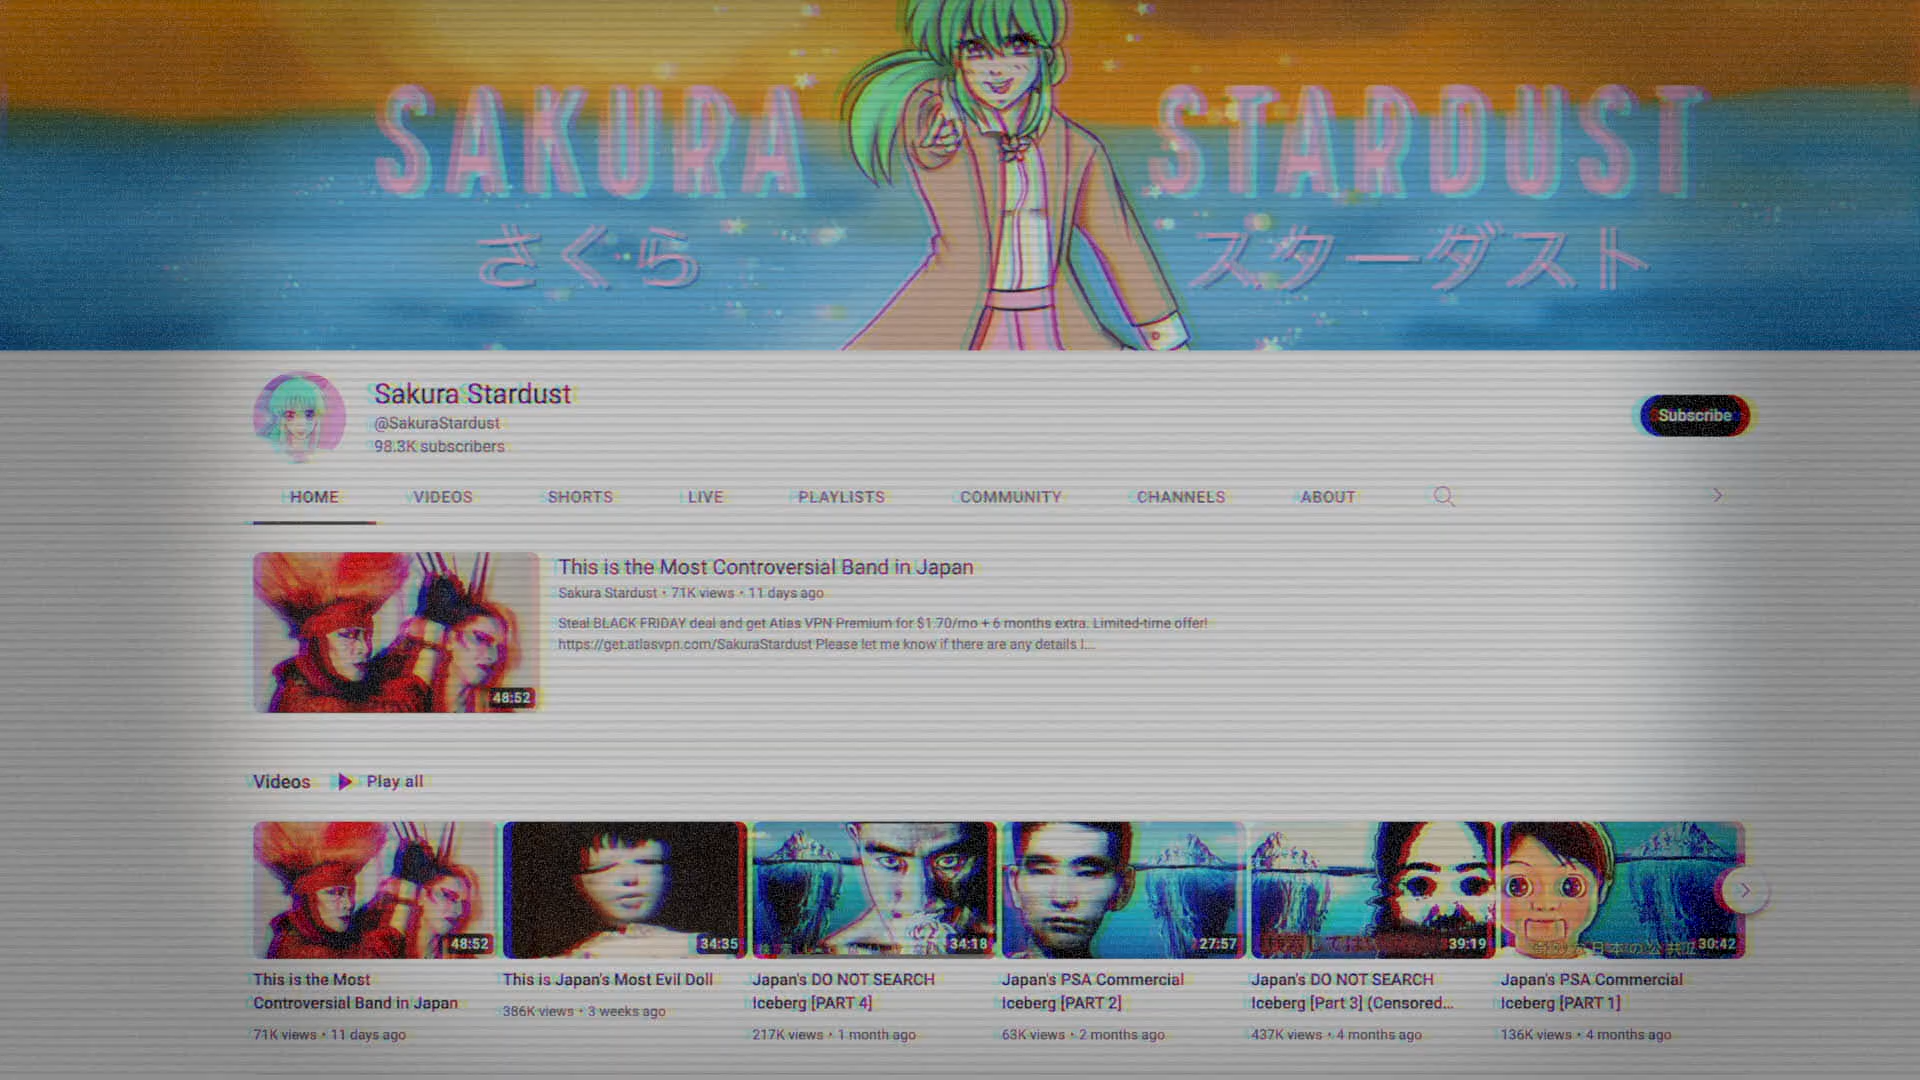 SAKURA STARDUST
さくら スターダスト
Sakura Stardust
@SakuraStardust
98.3K subscribers
Subscribe
HOME VIDEOS SHORTS LIVE PLAYLISTS COMMUNITY CHANNELS ABOUT
48:52
This is the Most Controversial Band in Japan
Sakura Stardust • 71K views • 11 days ago
Steal BLACK FRIDAY deal and get Atlas VPN Premium for $1.70/mo + 6 months extra. Limited-time offer!
https://get.atlasvpn.com/SakuraStardust Please let me know if there are any details I...
Videos Play all
48:52
This is the Most
Controversial Band in Japan
71K views • 11 days ago
34:35
This is Japan's Most Evil Doll
386K views • 3 weeks ago
34:18
Japan's DO NOT SEARCH
Iceberg [PART 4]
217K views • 1 month ago
27:57
Japan's PSA Commercial
Iceberg [PART 2]
63K views • 2 months ago
39:19
Japan's DO NOT SEARCH
Iceberg [Part 3] (Censored...
437K views • 4 months ago
30:42
Japan's PSA Commercial
Iceberg [PART 1]
136K views • 4 months ago